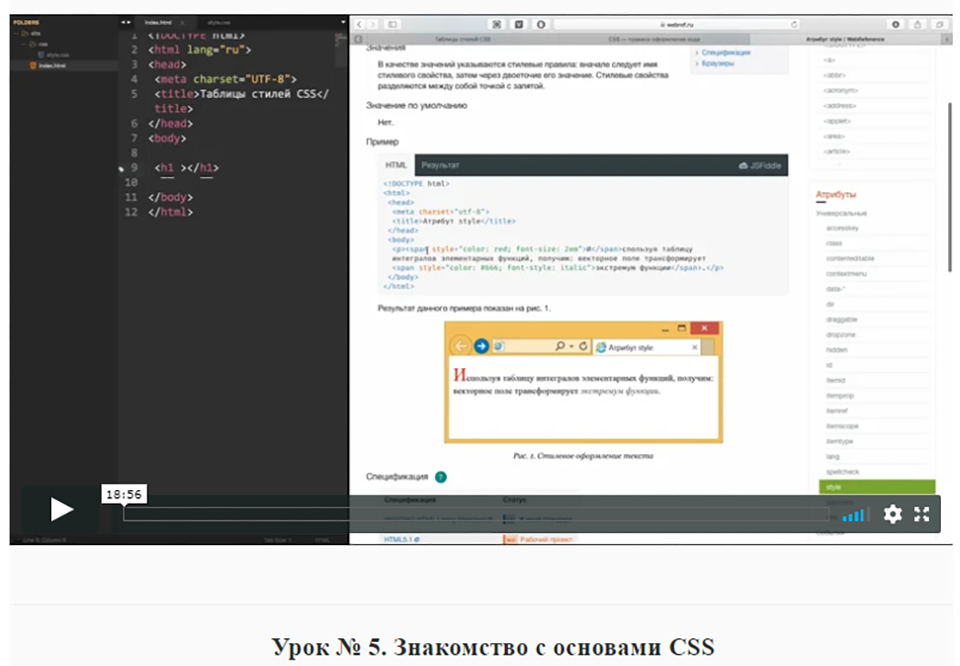 FOLDERS
css
style.css
index.html
index.html
style.css
1 <!DOCTYPE html>
2 <html lang="ru">
3 <head>
4 <meta charset="UTF-8">
5 <title>Таблицы стилей CSS</
title>
6 </head>
7 <body>
8
9 <h1 ></h1>
10
11 </body>
12 </html>
webref.ru
Таблицы стилей CSS
Атрибут style | WebReference
Значения
В качестве значений указываются стилевые правила: вначале следует имя
стилевого свойства, затем через двоеточие его значение. Стилевые свойства
разделяются между собой точкой с запятой.
Спецификация
Браузеры
Значение по умолчанию
Нет.
Пример
HTML Результат JSFiddle
<!DOCTYPE html>
<html>
<head>
<meta charset="utf-8">
<title>Атрибут style</title>
</head>
<body>
<p><span style="color: red; font-size: 2em">И</span>спользуя таблицу
интегралов элементарных функций, получим: векторное поле трансформирует
<span style="color: #666; font-style: italic">экстремум функции</span>.</p>
</body>
</html>
Результат данного примера показан на рис. 1.
Атрибут style
Используя таблицу интегралов элементарных функций, получим:
векторное поле трансформирует экстремум функции.
Рис. 1. Стилевое оформление текста
Спецификация ?
Спецификация Статус
Рабочий проект
<a>
<abbr>
<acronym>
<address>
<applet>
<area>
<article>
Атрибуты
Универсальные
accesskey
class
contenteditable
contextmenu
data-*
dir
draggable
dropzone
hidden
id
itemid
itemprop
itemref
itemscope
itemtype
lang
spellcheck
style
18:56
Урок № 5. Знакомство с основами CSS